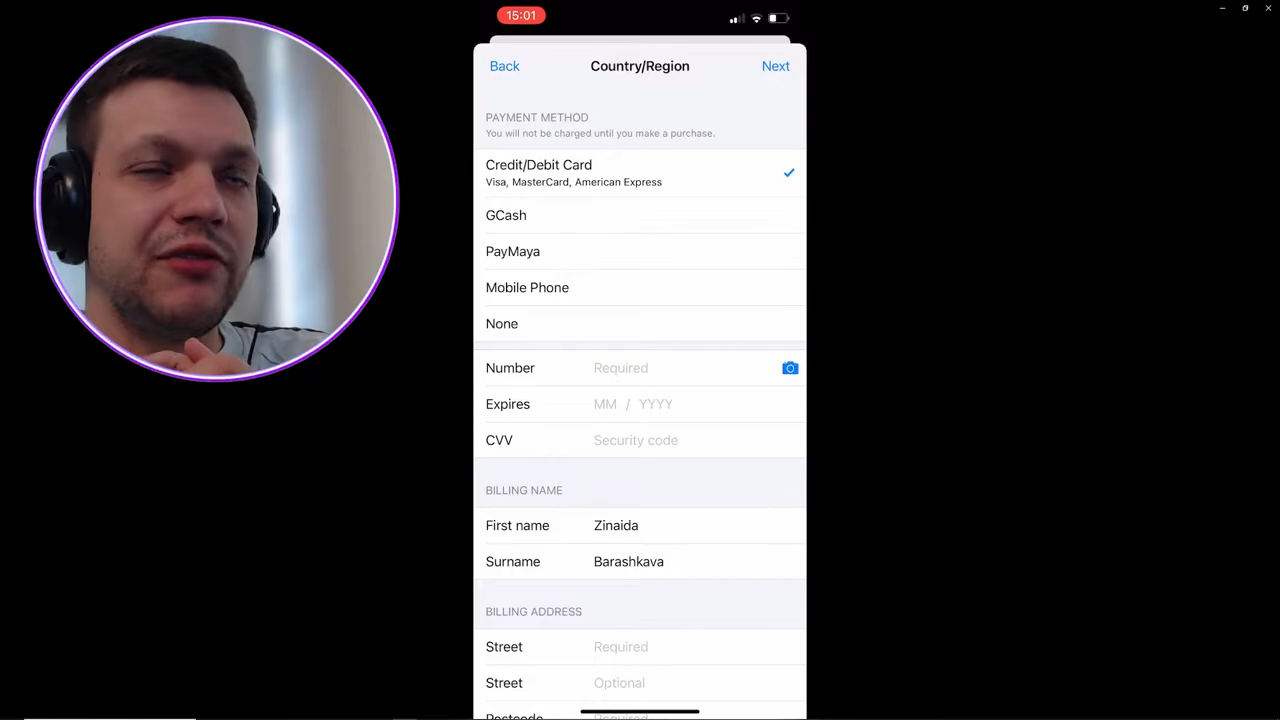 15:01
Back Country/Region Next
PAYMENT METHOD
You will not be charged until you make a purchase.
Credit/Debit Card
Visa, MasterCard, American Express
GCash
PayMaya
Mobile Phone
None
Number Required
Expires MM / YYYY
CVV Security code
BILLING NAME
First name Zinaida
Surname Barashkava
BILLING ADDRESS
Street Required
Street Optional
Postcode Required